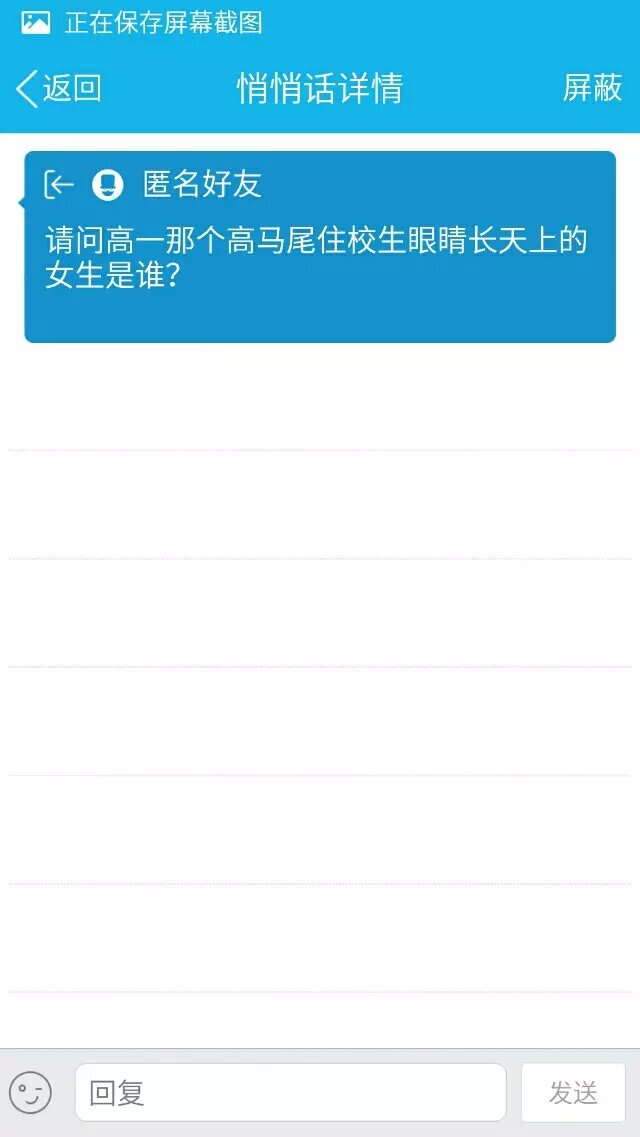 正在保存屏幕截图
返回 悄悄话详情 屏蔽
匿名好友
请问高一那个高马尾住校生眼睛长天上的
女生是谁?
回复 发送